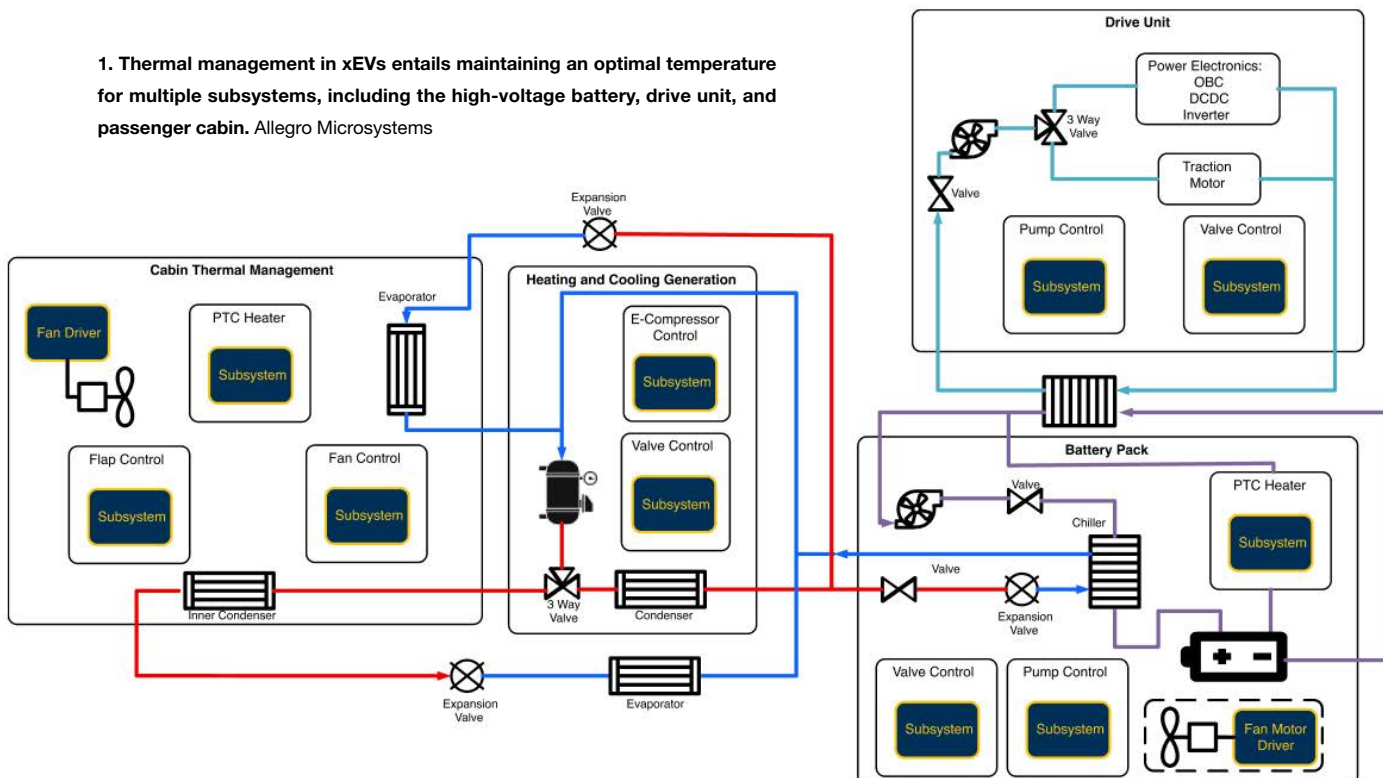 1. Thermal management in xEVs entails maintaining an optimal temperature
for multiple subsystems, including the high-voltage battery, drive unit, and
passenger cabin. Allegro Microsystems
Drive Unit
Power Electronics:
OBC
DCDC
Inverter
3 Way
Valve
Traction
Motor
Valve
Pump Control
Subsystem
Valve Control
Subsystem
Expansion
Valve
Cabin Thermal Management
Fan Driver
PTC Heater
Subsystem
Evaporator
Flap Control
Subsystem
Fan Control
Subsystem
Inner Condenser
Heating and Cooling Generation
E-Compressor
Control
Subsystem
Valve Control
Subsystem
3 Way
Valve
Condenser
Expansion
Valve
Evaporator
Battery Pack
Valve
Chiller
PTC Heater
Subsystem
Valve
Expansion
Valve
Valve Control
Subsystem
Pump Control
Subsystem
Fan Motor
Driver